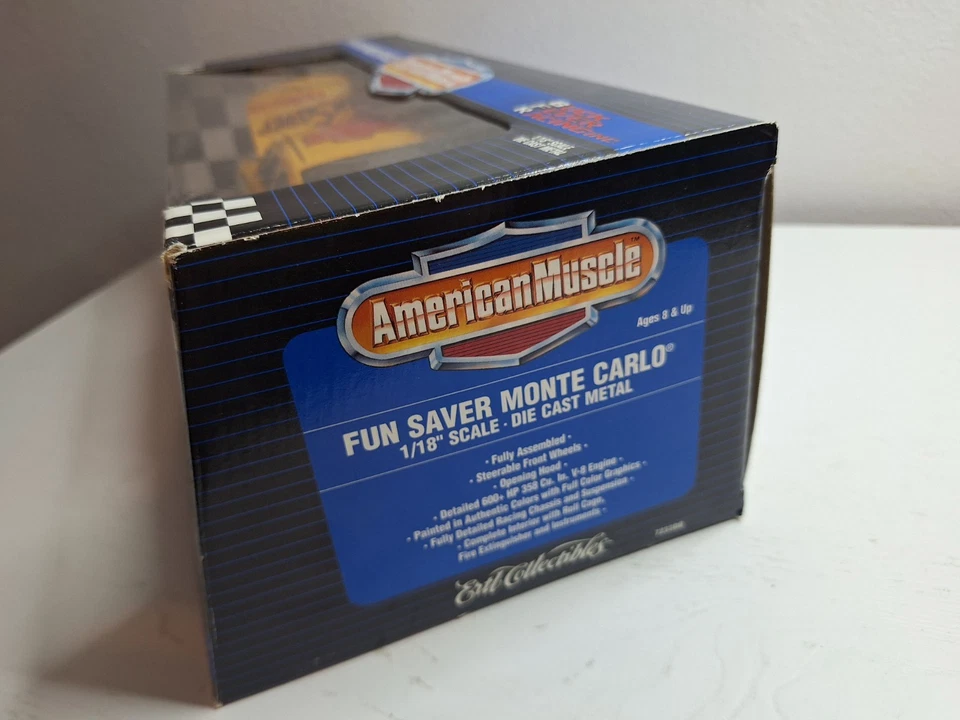 AmericanMuscle™
Ages 8 & Up
FUN SAVER MONTE CARLO®
1/18" SCALE · DIE CAST METAL
· Fully Assembled ·
· Steerable Front Wheels ·
· Opening Hood ·
· Detailed 600+ HP 358 Cu. In. V-8 Engine ·
· Painted in Authentic Colors with Full Color Graphics ·
· Fully Detailed Racing Chassis and Suspension ·
· Complete Interior with Roll Cage,
Fire Extinguisher and Instruments ·
Ertl Collectibles